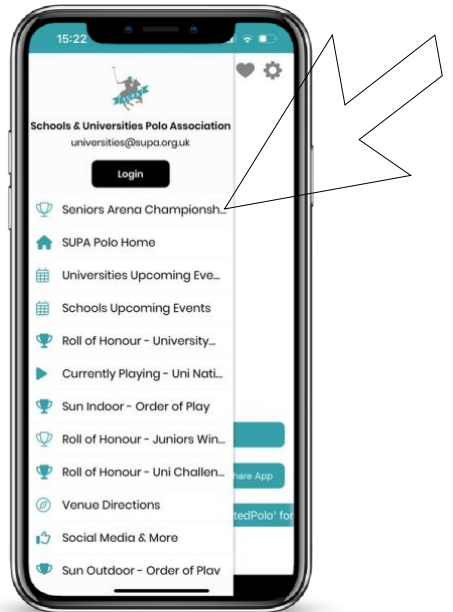 15:22
SUPA
Schools & Universities Polo Association
universities@supa.org.uk
Login
Seniors Arena Championsh...
SUPA Polo Home
Universities Upcoming Eve...
Schools Upcoming Events
Roll of Honour - University...
Currently Playing - Uni Nati...
Sun Indoor - Order of Play
Roll of Honour - Juniors Win...
Roll of Honour - Uni Challen...
hare App
Venue Directions
tedPolo' for
Social Media & More
Sun Outdoor - Order of Play